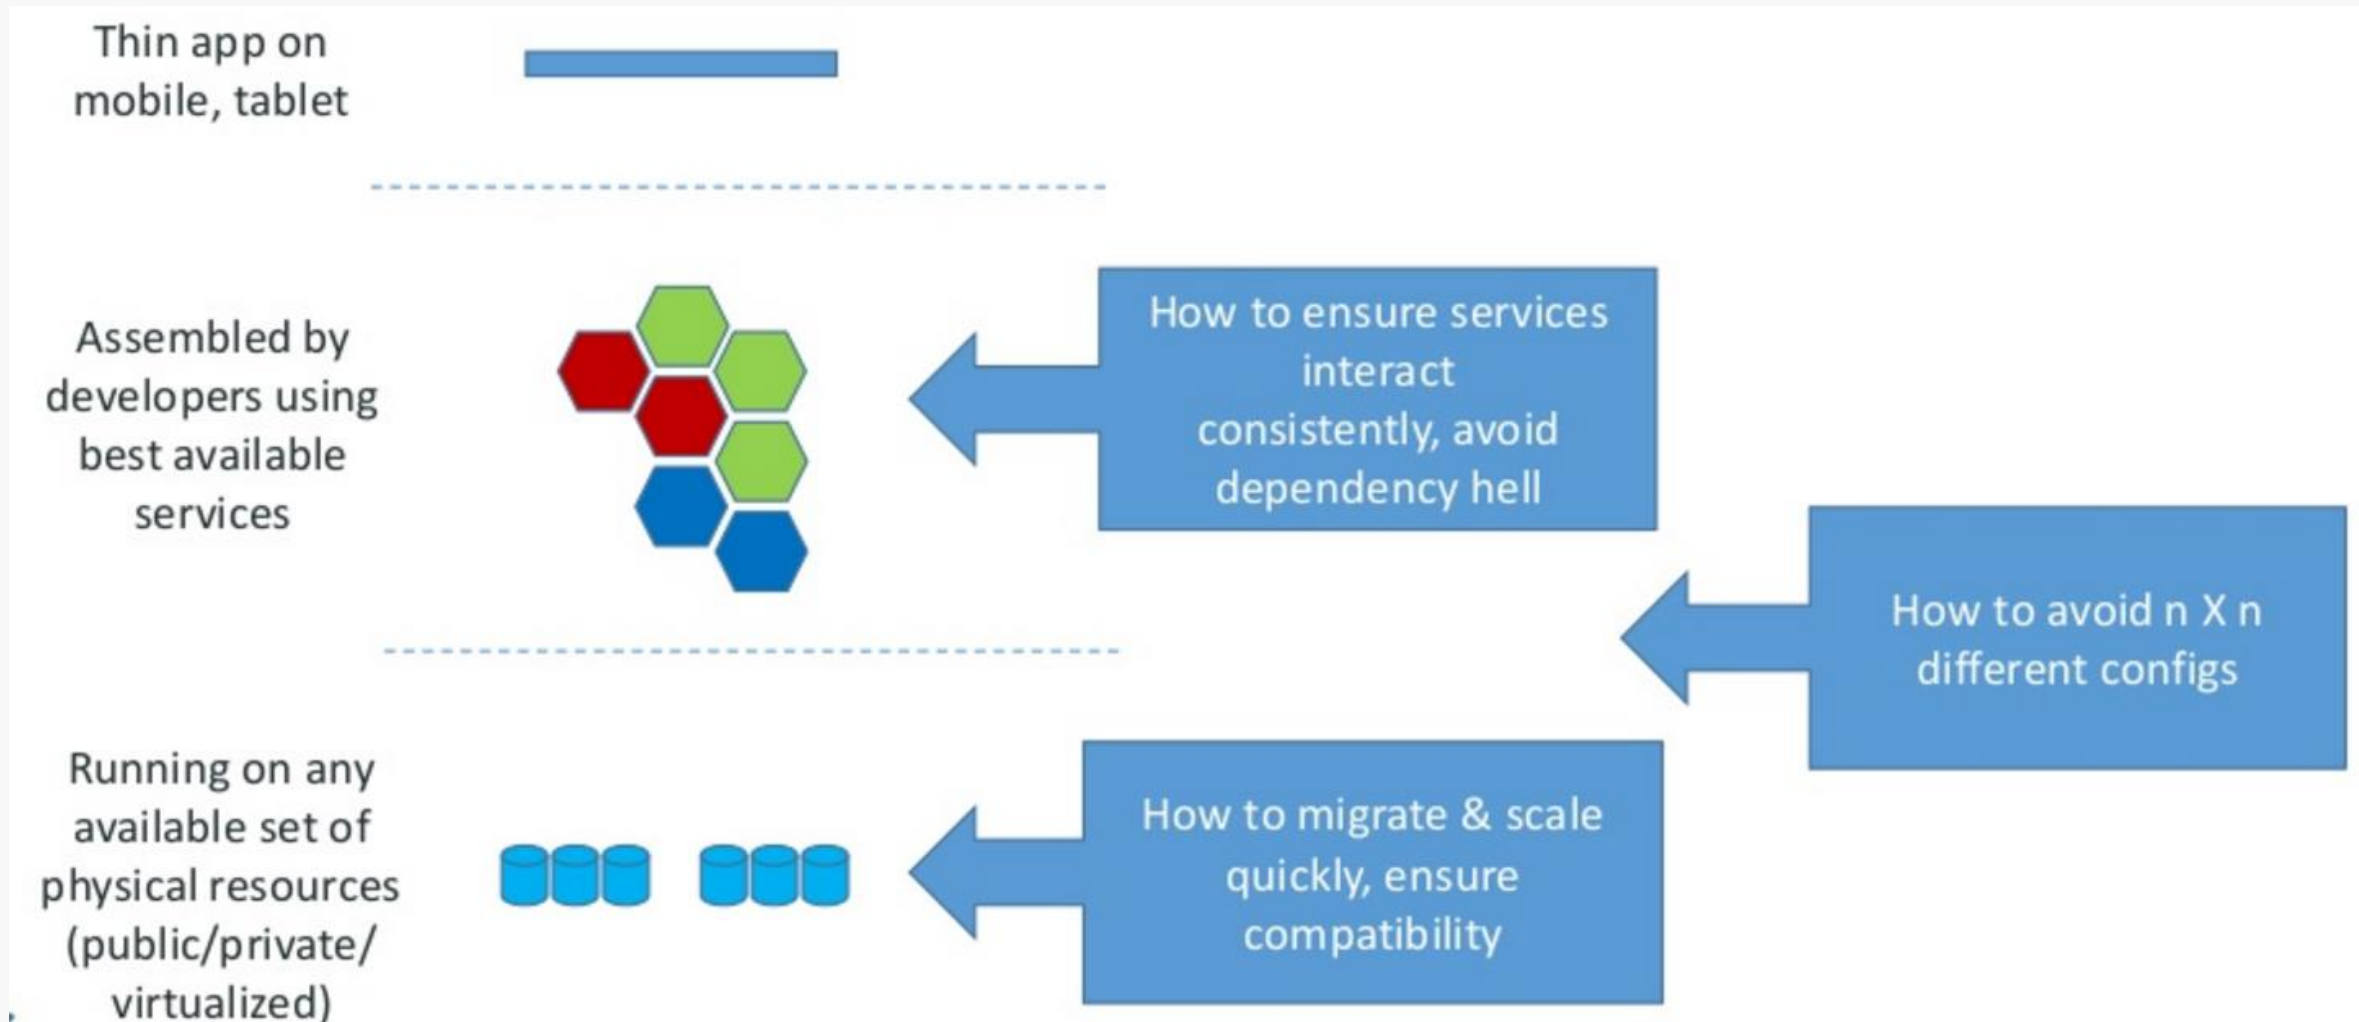 Thin app on
mobile, tablet
Assembled by
developers using
best available
services
How to ensure services
interact
consistently, avoid
dependency hell
How to avoid n X n
different configs
Running on any
available set of
physical resources
(public/private/
virtualized)
How to migrate & scale
quickly, ensure
compatibility